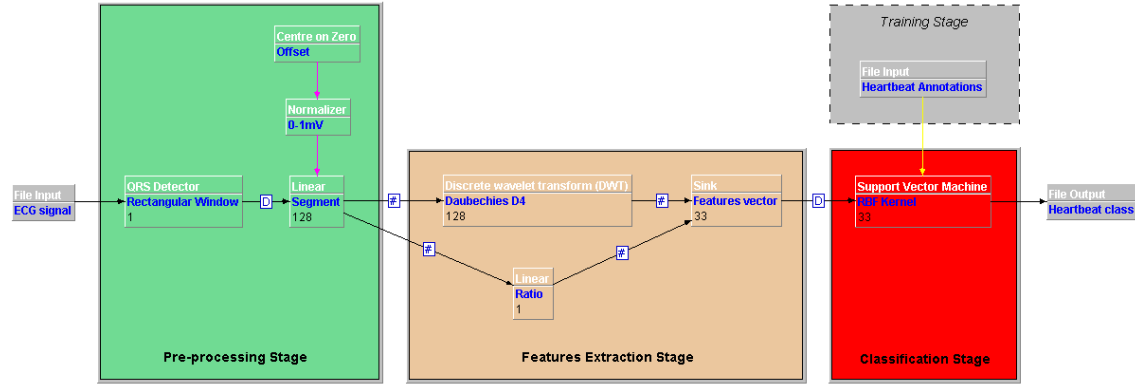 File Input
ECG signal
Centre on Zero
Offset
Normalizer
0-1mV
QRS Detector
Rectangular Window
1
D
Linear
Segment
128
Pre-processing Stage
#
#
Discrete wavelet transform (DWT)
Daubechies D4
128
Linear
Ratio
1
#
#
Sink
Features vector
33
Features Extraction Stage
D
Training Stage
File Input
Heartbeat Annotations
Support Vector Machine
RBF Kernel
33
Classification Stage
File Output
Heartbeat class